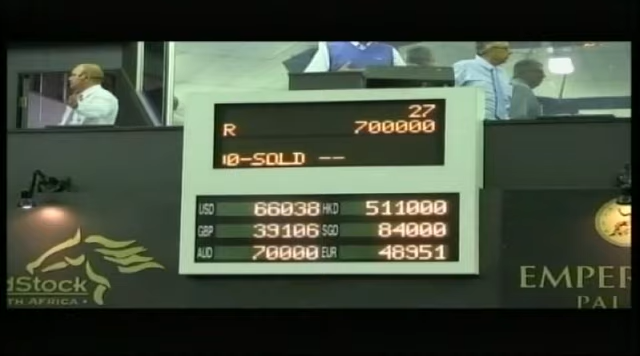 27
R 700000
0-SOLD --
USD 66038 HKD 511000
GBP 39106 SGD 84000
AUD 70000 EUR 48951
dStock
TH AFRICA •
EMPER
PAL